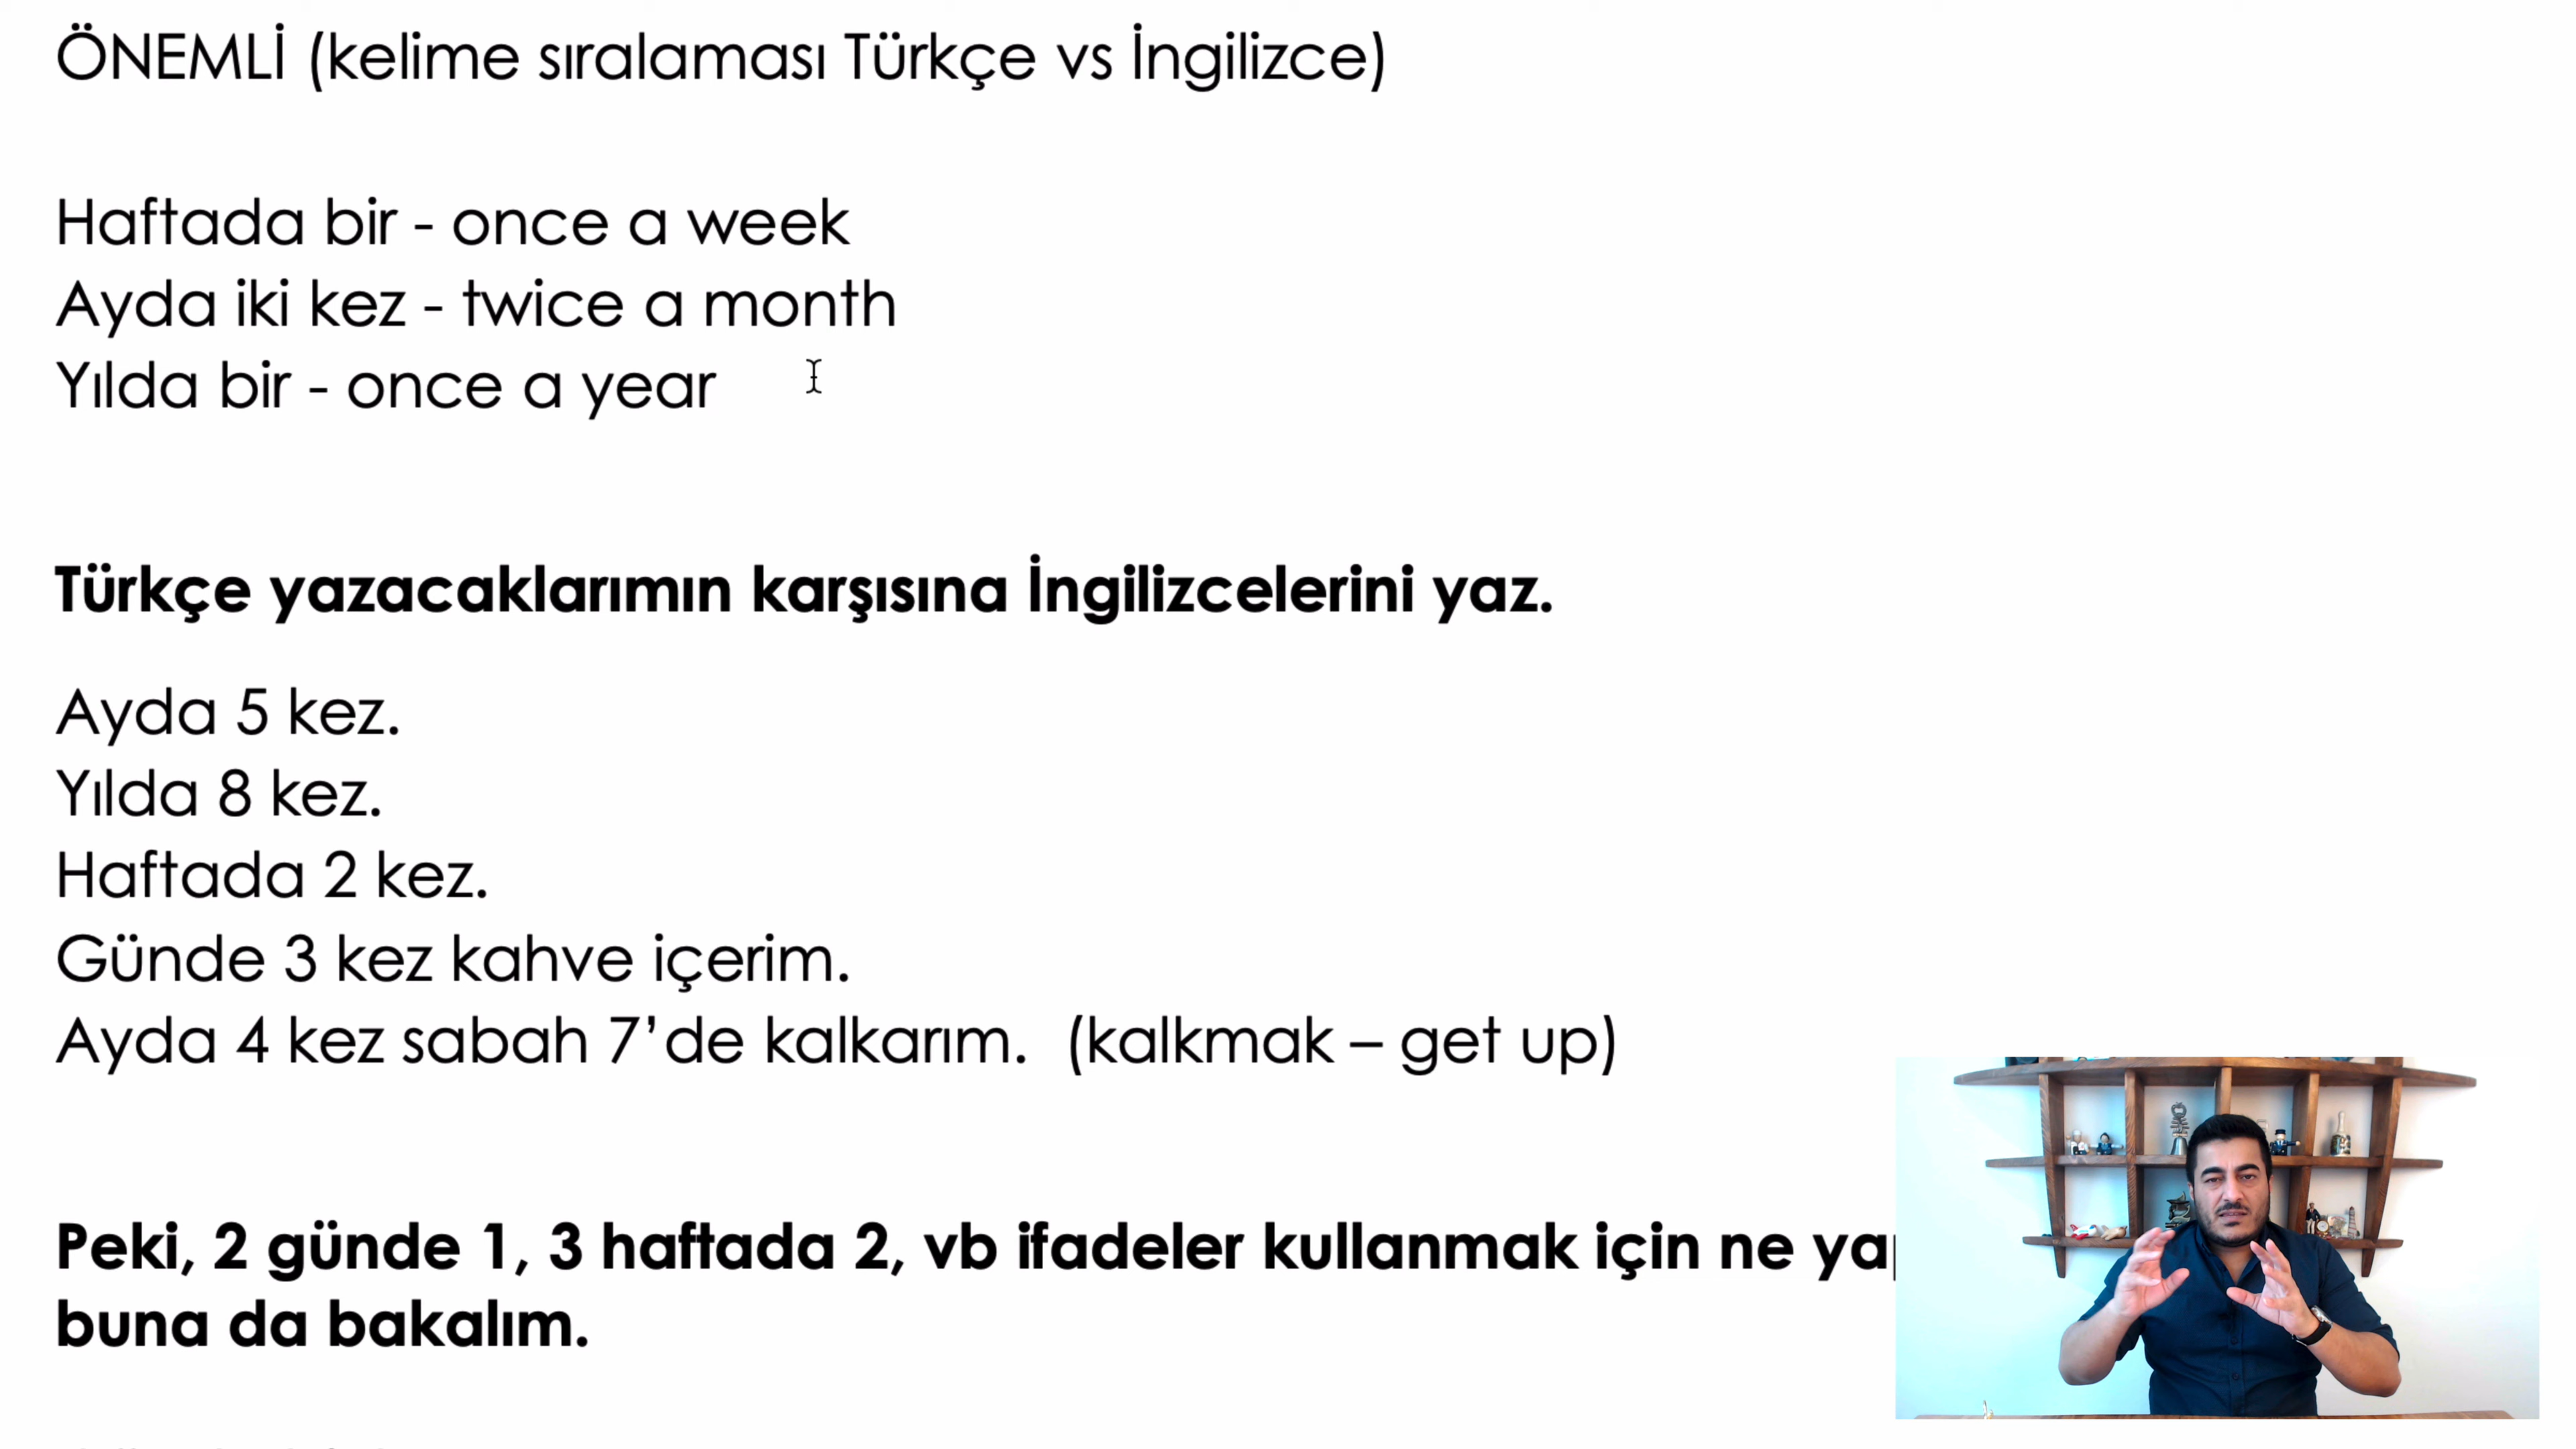 ÖNEMLİ (kelime sıralaması Türkçe vs İngilizce)
Haftada bir - once a week
Ayda iki kez - twice a month
Yılda bir - once a year
Türkçe yazacaklarımın karşısına İngilizcelerini yaz.
Ayda 5 kez.
Yılda 8 kez.
Haftada 2 kez.
Günde 3 kez kahve içerim.
Ayda 4 kez sabah 7’de kalkarım. (kalkmak – get up)
Peki, 2 günde 1, 3 haftada 2, vb ifadeler kullanmak için ne
buna da bakalım.